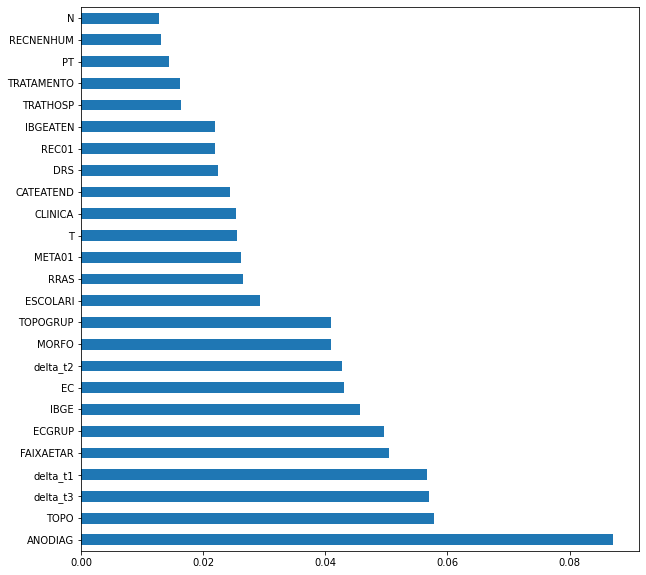 N
RECNENHUM
PT
TRATAMENTO
TRATHOSP
IBGEATEN
REC01
DRS
CATEATEND
CLINICA
T
META01
RRAS
ESCOLARI
TOPOGRUP
MORFO
delta_t2
EC
IBGE
ECGRUP
FAIXAETAR
delta_t1
delta_t3
TOPO
ANODIAG
0.00 0.02 0.04 0.06 0.08